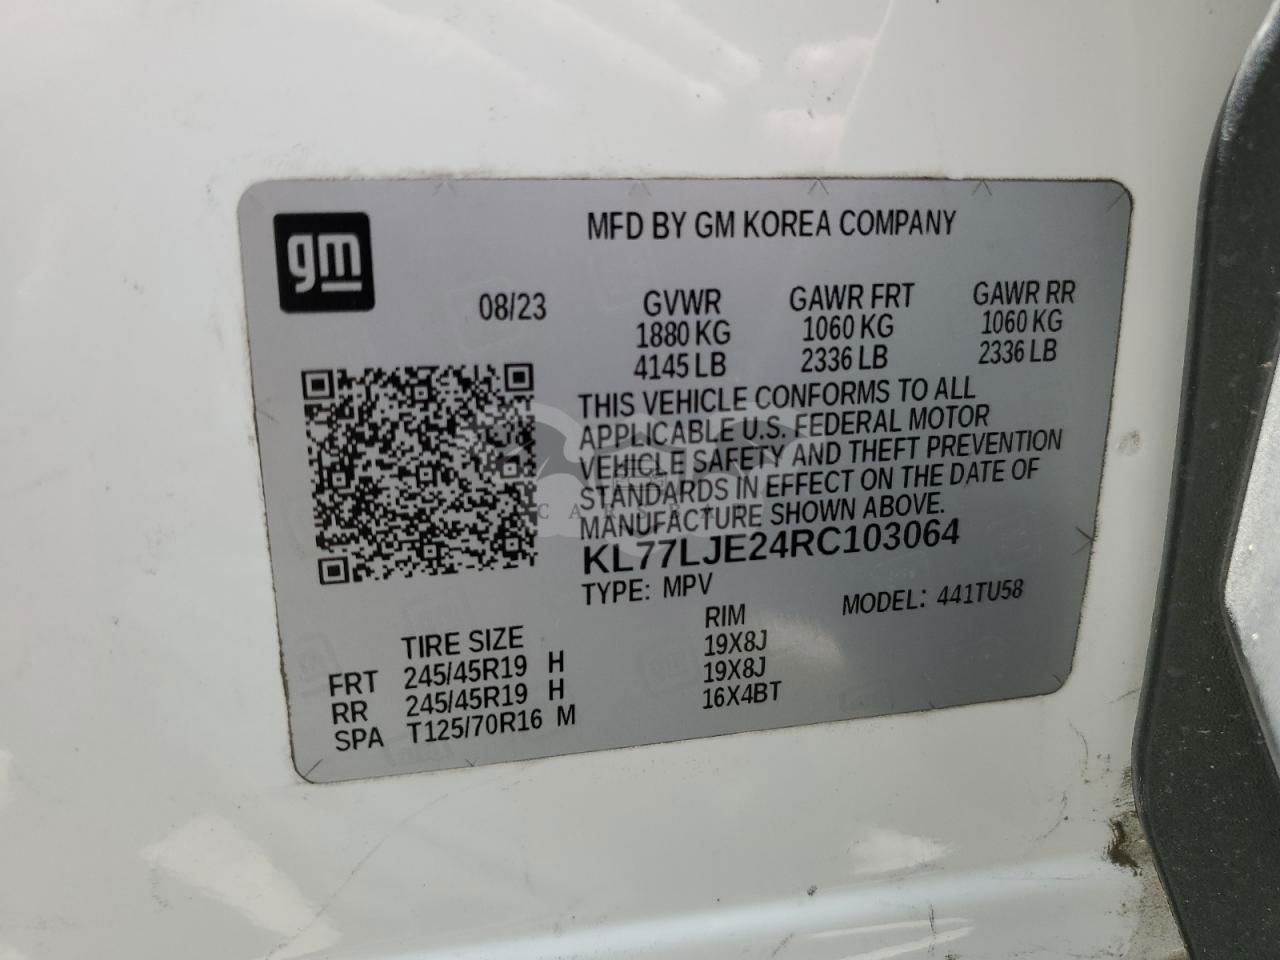 gm
MFD BY GM KOREA COMPANY
08/23
GVWR GAWR FRT GAWR RR
1880 KG 1060 KG 1060 KG
4145 LB 2336 LB 2336 LB
THIS VEHICLE CONFORMS TO ALL
APPLICABLE U.S. FEDERAL MOTOR
VEHICLE SAFETY AND THEFT PREVENTION
STANDARDS IN EFFECT ON THE DATE OF
MANUFACTURE SHOWN ABOVE.
KL77LJE24RC103064
TYPE: MPV MODEL: 441TU58
TIRE SIZE RIM
FRT 245/45R19 H 19X8J
RR 245/45R19 H 19X8J
SPA T125/70R16 M 16X4BT